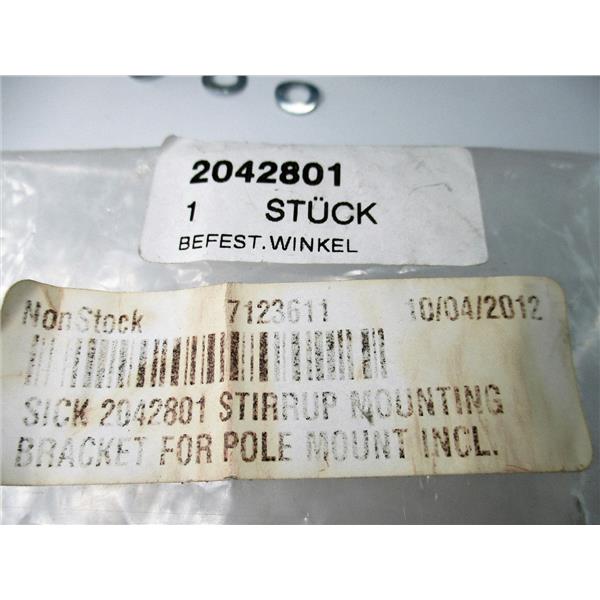 2042801
1 STÜCK
BEFEST.WINKEL
NonStock 7123611 10/04/2012
SICK 2042801 STIRRUP MOUNTING
BRACKET FOR POLE MOUNT INCL.